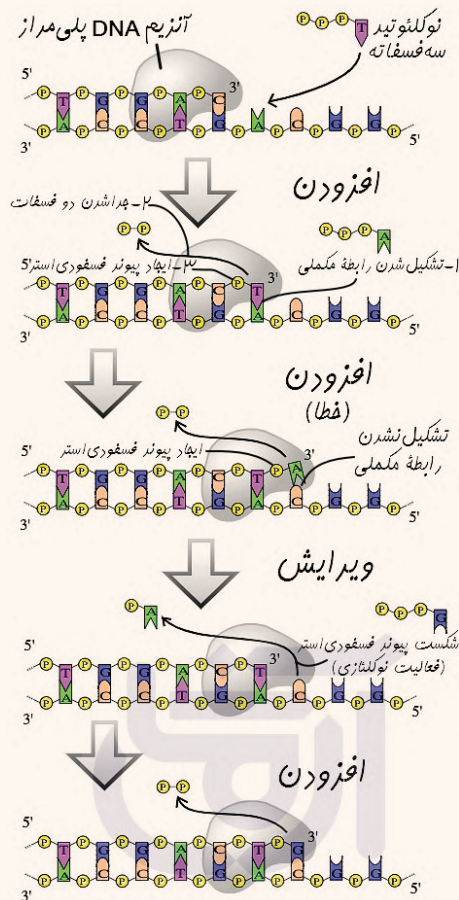 آنزیم DNA پلی‌مراز
نوکلئوتید
سه‌فسفاته
P P P T
5' P P P P P P 3'
T G G A C
A C C T G A C G G
3' P P P P P P P P P P 5'
افزودن
۲-جداشدن دو فسفات
P-P
P P P A
۳-ایجاد پیوند فسفودی‌استر
۱-تشکیل شدن رابطهٔ مکملی
5' P P P P P P P 3'
T G G A C T
A C C T G A C G G
3' P P P P P P P P P P 5'
افزودن
(خطا)
P-P
تشکیل نشدن
رابطهٔ مکملی
ایجاد پیوند فسفودی‌استر
5' P P P P P P P 3'
T G G A C T A
A C C T G A C G G
3' P P P P P P P P P P 5'
ویرایش
P A
P P P G
شکست پیوند فسفودی‌استر
(فعالیت نوکلئازی)
5' P P P P P P 3'
T G G A C T
A C C T G A C G G
3' P P P P P P P P P P 5'
افزودن
P-P
5' P P P P P P P 3'
T G G A C T G
A C C T G A C G G
3' P P P P P P P P P P 5'